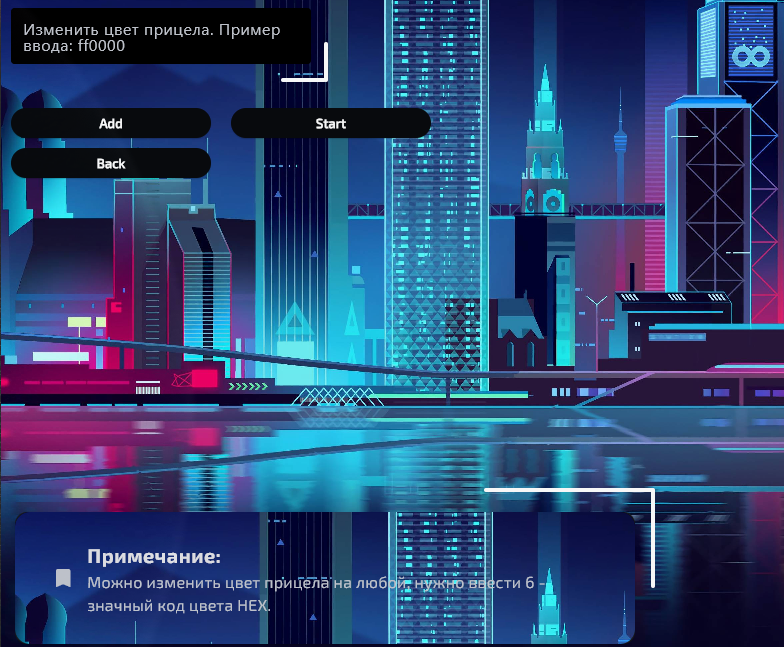 Изменить цвет прицела. Пример
ввода: ff0000
Add
Start
Back
Примечание:
Можно изменить цвет прицела на любой, нужно ввести 6 -
значный код цвета HEX.